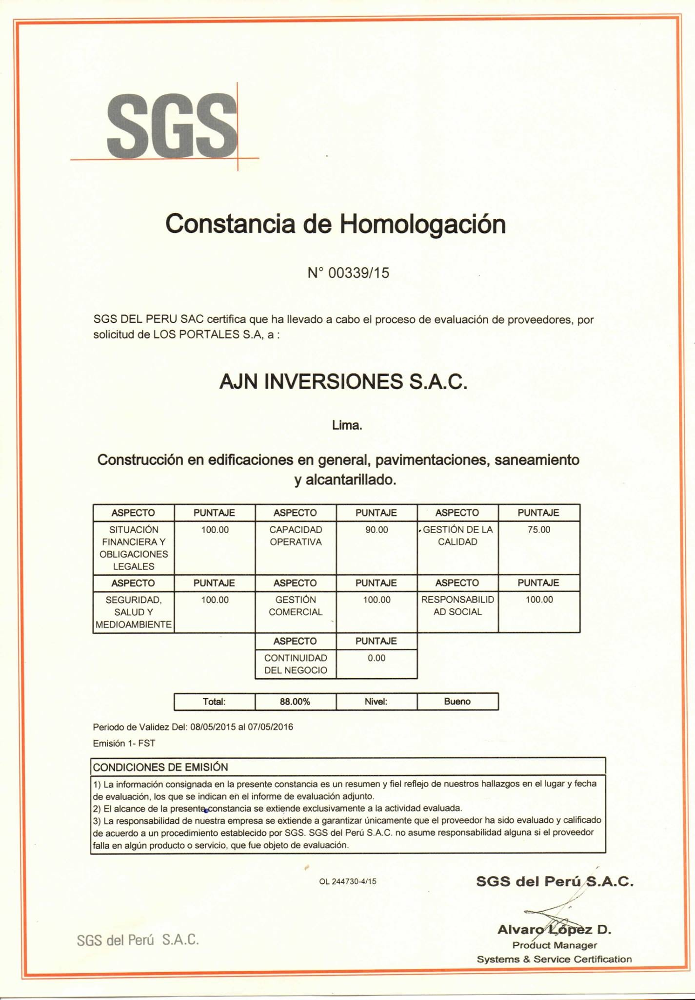 SGS
Constancia de Homologación
N° 00339/15
SGS DEL PERU SAC certifica que ha llevado a cabo el proceso de evaluación de proveedores, por
solicitud de LOS PORTALES S.A, a :
AJN INVERSIONES S.A.C.
Lima.
Construcción en edificaciones en general, pavimentaciones, saneamiento
y alcantarillado.
ASPECTO PUNTAJE ASPECTO PUNTAJE ASPECTO PUNTAJE
SITUACIÓN 100.00 CAPACIDAD 90.00 GESTIÓN DE LA 75.00
FINANCIERA Y OPERATIVA CALIDAD
OBLIGACIONES
LEGALES
ASPECTO PUNTAJE ASPECTO PUNTAJE ASPECTO PUNTAJE
SEGURIDAD, 100.00 GESTIÓN 100.00 RESPONSABILID 100.00
SALUD Y COMERCIAL AD SOCIAL
MEDIOAMBIENTE
ASPECTO PUNTAJE
CONTINUIDAD 0.00
DEL NEGOCIO
Total: 88.00% Nivel: Bueno
Periodo de Validez Del: 08/05/2015 al 07/05/2016
Emisión 1- FST
CONDICIONES DE EMISIÓN
1) La información consignada en la presente constancia es un resumen y fiel reflejo de nuestros hallazgos en el lugar y fecha
de evaluación, los que se indican en el informe de evaluación adjunto.
2) El alcance de la presente constancia se extiende exclusivamente a la actividad evaluada.
3) La responsabilidad de nuestra empresa se extiende a garantizar únicamente que el proveedor ha sido evaluado y calificado
de acuerdo a un procedimiento establecido por SGS. SGS del Perú S.A.C. no asume responsabilidad alguna si el proveedor
falla en algún producto o servicio, que fue objeto de evaluación.
OL 244730-4/15
SGS del Perú S.A.C.
Alvaro López D.
Product Manager
Systems & Service Certification
SGS del Perú S.A.C.